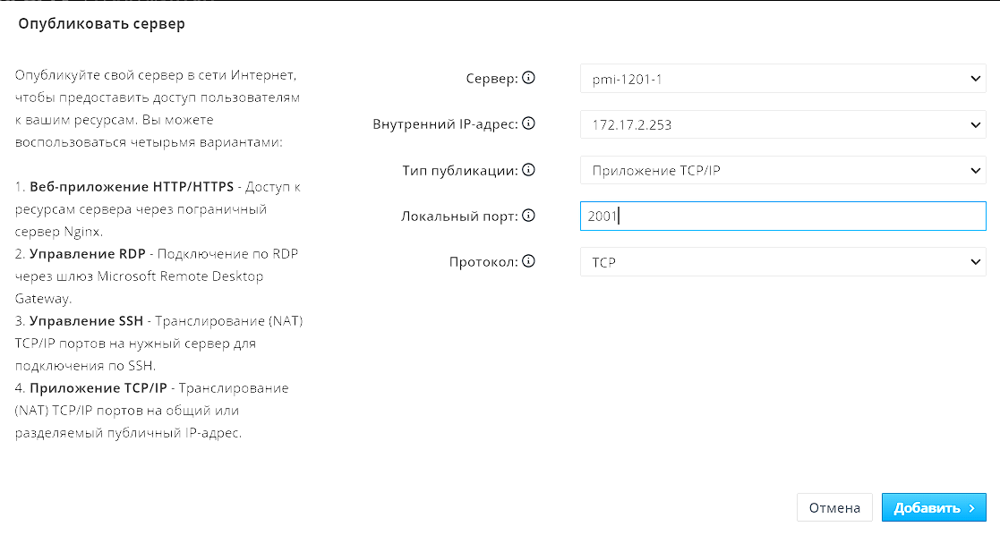 Опубликовать сервер
Опубликуйте свой сервер в сети Интернет,
чтобы предоставить доступ пользователям
к вашим ресурсам. Вы можете
воспользоваться четырьмя вариантами:
1. Веб-приложение HTTP/HTTPS - Доступ к
ресурсам сервера через пограничный
сервер Nginx.
2. Управление RDP - Подключение по RDP
через шлюз Microsoft Remote Desktop
Gateway.
3. Управление SSH - Транслирование (NAT)
TCP/IP портов на нужный сервер для
подключения по SSH.
4. Приложение TCP/IP - Транслирование
(NAT) TCP/IP портов на общий или
разделяемый публичный IP-адрес.
Сервер: pmi-1201-1
Внутренний IP-адрес: 172.17.2.253
Тип публикации: Приложение TCP/IP
Локальный порт: 2001
Протокол: TCP
Отмена Добавить